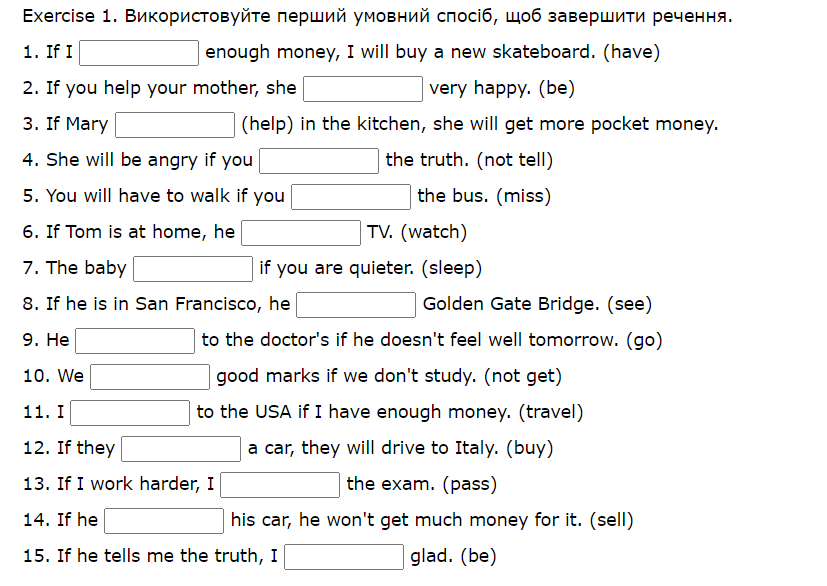 Exercise 1. Використовуйте перший умовний спосіб, щоб завершити речення.
1. If I enough money, I will buy a new skateboard. (have)
2. If you help your mother, she very happy. (be)
3. If Mary (help) in the kitchen, she will get more pocket money.
4. She will be angry if you the truth. (not tell)
5. You will have to walk if you the bus. (miss)
6. If Tom is at home, he TV. (watch)
7. The baby if you are quieter. (sleep)
8. If he is in San Francisco, he Golden Gate Bridge. (see)
9. He to the doctor's if he doesn't feel well tomorrow. (go)
10. We good marks if we don't study. (not get)
11. I to the USA if I have enough money. (travel)
12. If they a car, they will drive to Italy. (buy)
13. If I work harder, I the exam. (pass)
14. If he his car, he won't get much money for it. (sell)
15. If he tells me the truth, I glad. (be)